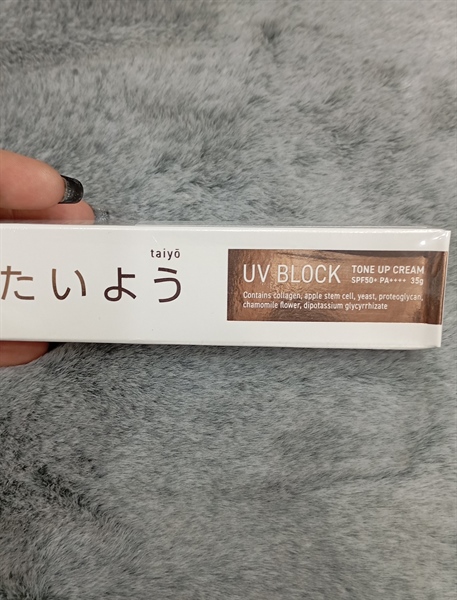 taiyō
たいよう
UV BLOCK
TONE UP CREAM
SPF50+ PA++++ 35g
Contains collagen, apple stem cell, yeast, proteoglycan,
chamomile flower, dipotassium glycyrrhizate